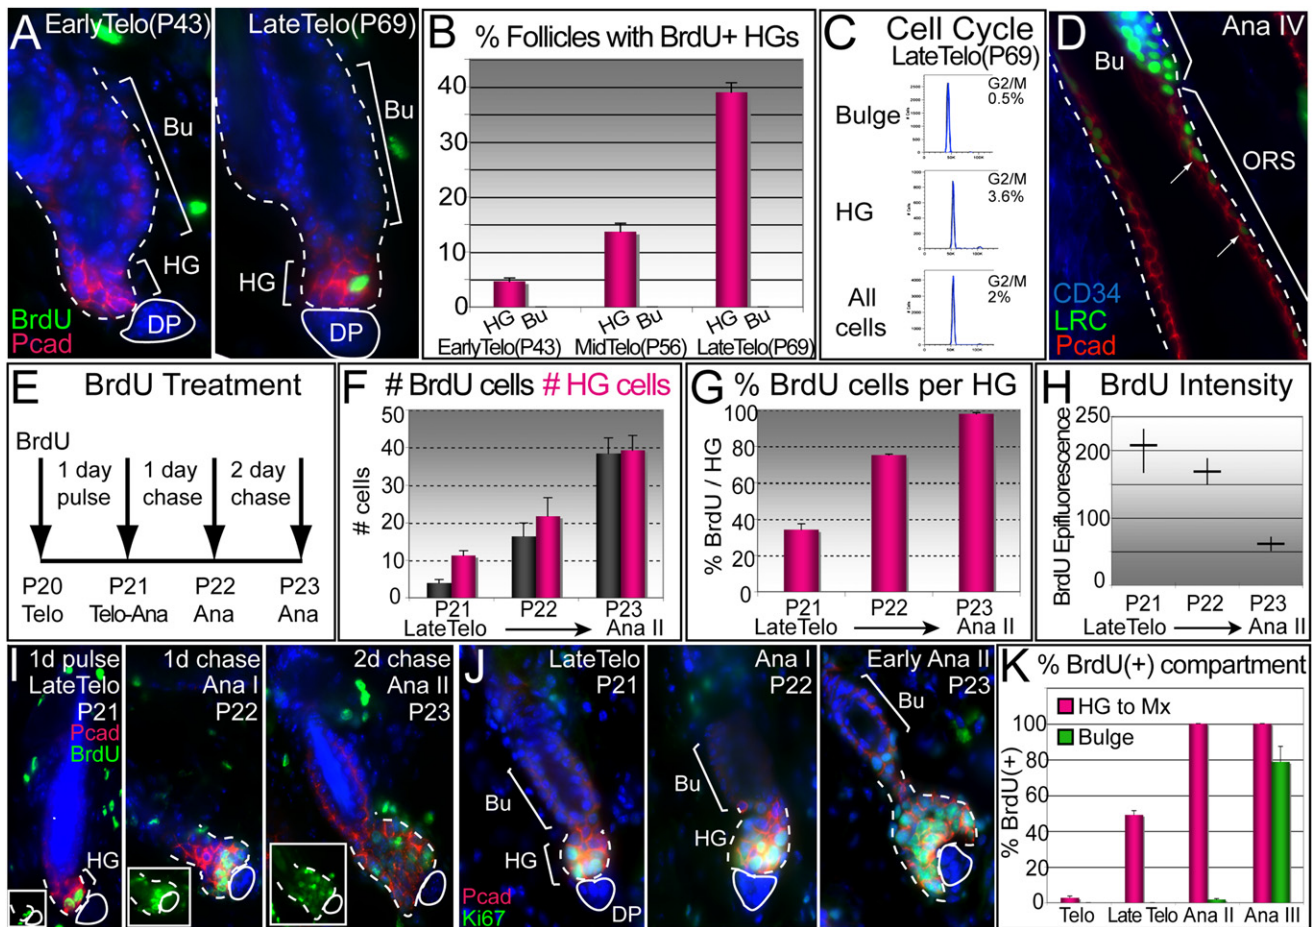 A EarlyTelo(P43)
LateTelo(P69)
Bu
Bu
HG
HG
DP
DP
BrdU
Pcad
B % Follicles with BrdU+ HGs
40
30
20
10
0
HG Bu HG Bu HG Bu
EarlyTelo(P43) MidTelo(P56) LateTelo(P69)
C Cell Cycle
LateTelo(P69)
Bulge
G2/M
0.5%
HG
G2/M
3.6%
All
cells
G2/M
2%
D Ana IV
Bu
ORS
CD34
LRC
Pcad
E BrdU Treatment
BrdU
1 day
pulse
1 day
chase
2 day
chase
P20
Telo
P21
Telo-Ana
P22
Ana
P23
Ana
F # BrdU cells # HG cells
# cells
50
40
30
20
10
0
P21 P22 P23
LateTelo Ana II
G % BrdU cells per HG
% BrdU / HG
100
80
60
40
20
P21 P22 P23
LateTelo Ana II
H BrdU Intensity
BrdU Epifluorescence
250
200
100
0
P21 P22 P23
LateTelo Ana II
I 1d pulse
LateTelo
P21
Pcad
BrdU
HG
1d chase
Ana I
P22
2d chase
Ana II
P23
J LateTelo
P21
Bu
HG
DP
Pcad
Ki67
Ana I
P22
Bu
HG
Early Ana II
P23
Bu
K % BrdU(+) compartment
HG to Mx
Bulge
% BrdU(+)
100
80
60
40
20
0
Telo Late Telo Ana II Ana III